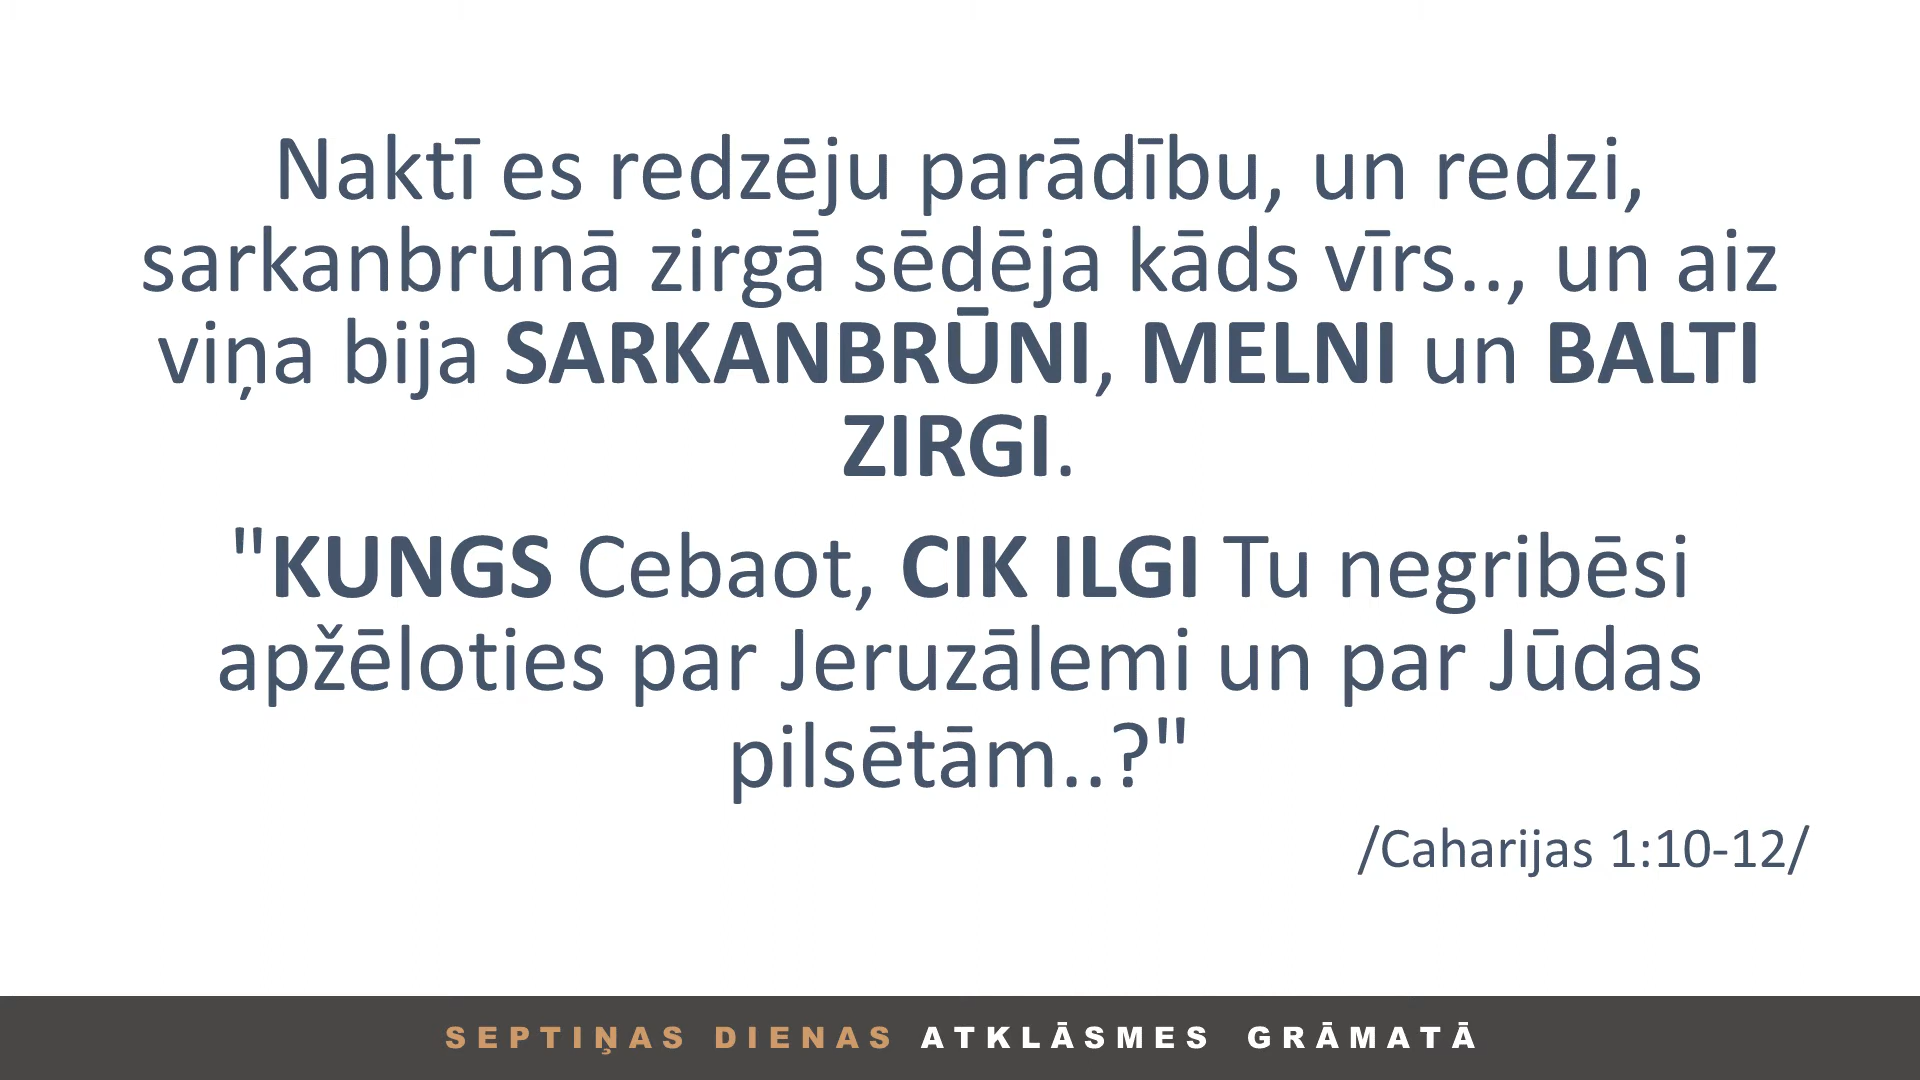 Naktī es redzēju parādību, un redzi,
sarkanbrūnā zirgā sēdēja kāds vīrs.., un aiz
viņa bija SARKANBRŪNI, MELNI un BALTI
ZIRGI.
"KUNGS Cebaot, CIK ILGI Tu negribēsi
apžēloties par Jeruzālemi un par Jūdas
pilsētām..?"
/Caharijas 1:10-12/
SEPTIŅAS DIENAS ATKLĀSMES GRĀMATĀ